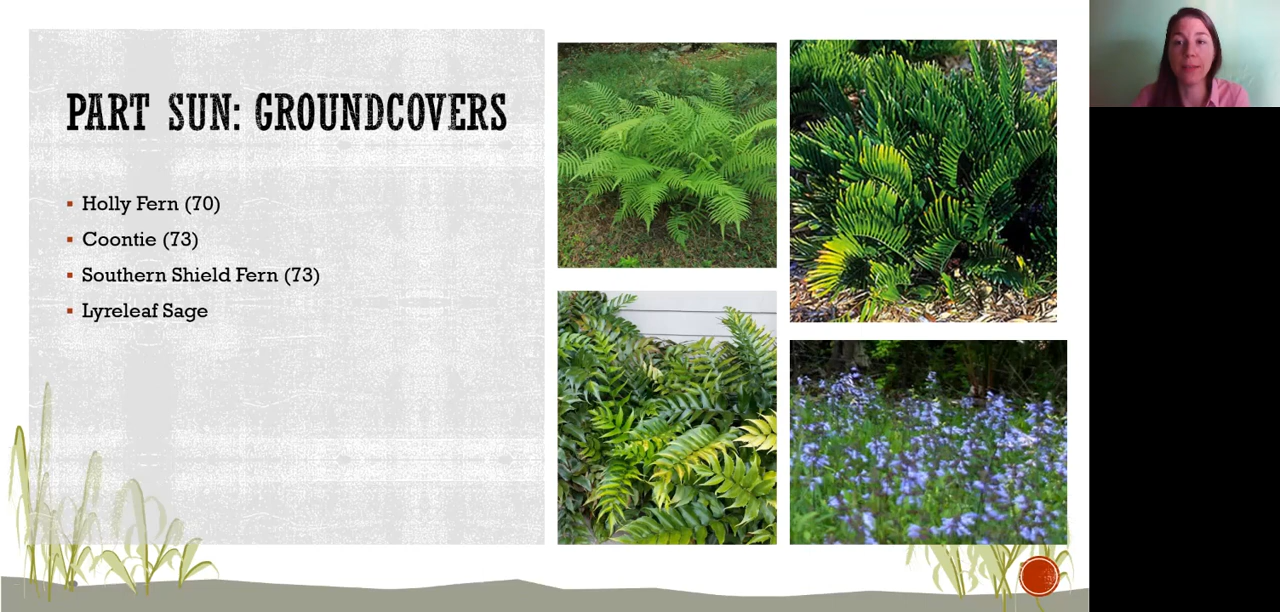 PART SUN: GROUNDCOVERS
Holly Fern (70)
Coontie (73)
Southern Shield Fern (73)
Lyreleaf Sage